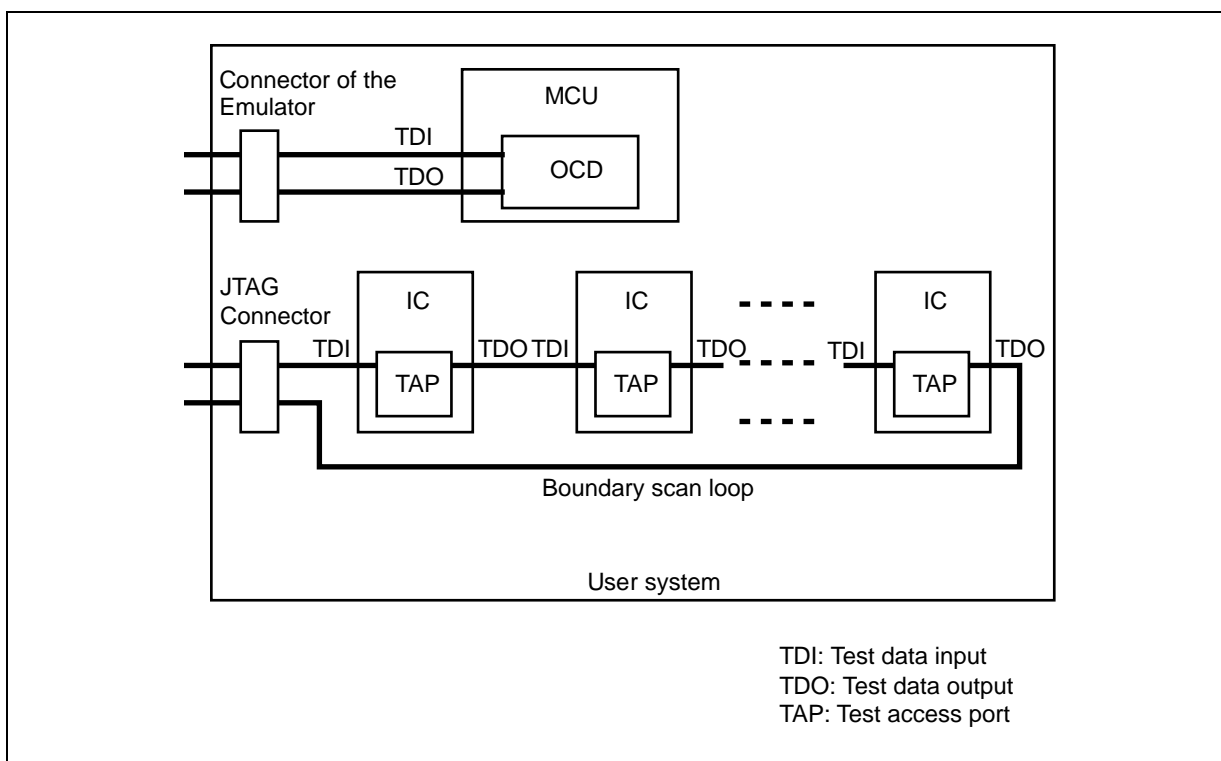 Connector of the
Emulator
MCU
TDI
OCD
TDO
JTAG
Connector
IC
IC
IC
TDI
TDO TDI
TDO
TDI
TDO
TAP
TAP
TAP
Boundary scan loop
User system
TDI: Test data input
TDO: Test data output
TAP: Test access port